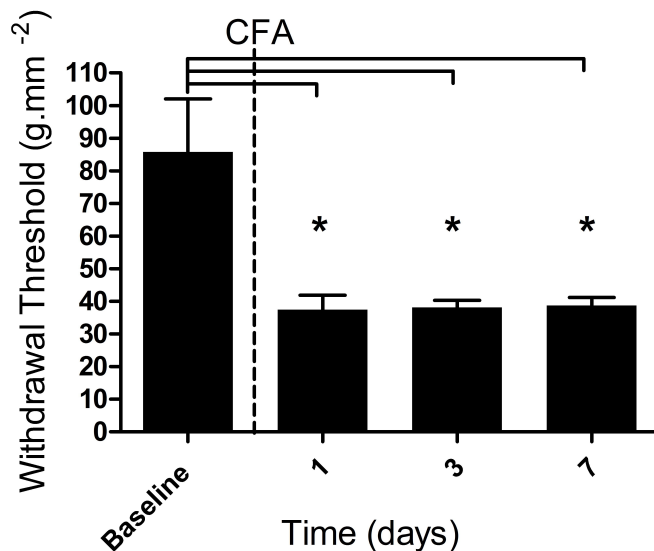 CFA
Withdrawal Threshold (g.mm⁻²)
110
100
90
80
70
60
50
40
30
20
10
0
* * *
Baseline 1 3 7
Time (days)